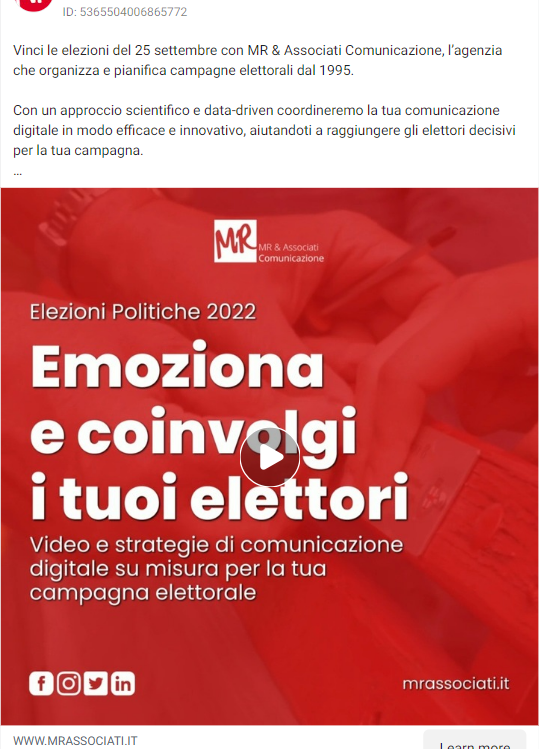 ID: 5365504006865772
Vinci le elezioni del 25 settembre con MR & Associati Comunicazione, l'agenzia
che organizza e pianifica campagne elettorali dal 1995.
Con un approccio scientifico e data-driven coordineremo la tua comunicazione
digitale in modo efficace e innovativo, aiutandoti a raggiungere gli elettori decisivi
per la tua campagna.
...
MR
MR & Associati
Comunicazione
Elezioni Politiche 2022
Emoziona
e coinvolgi
i tuoi elettori
Video e strategie di comunicazione
digitale su misura per la tua
campagna elettorale
mrassociati.it
WWW.MRASSOCIATI.IT
Learn more